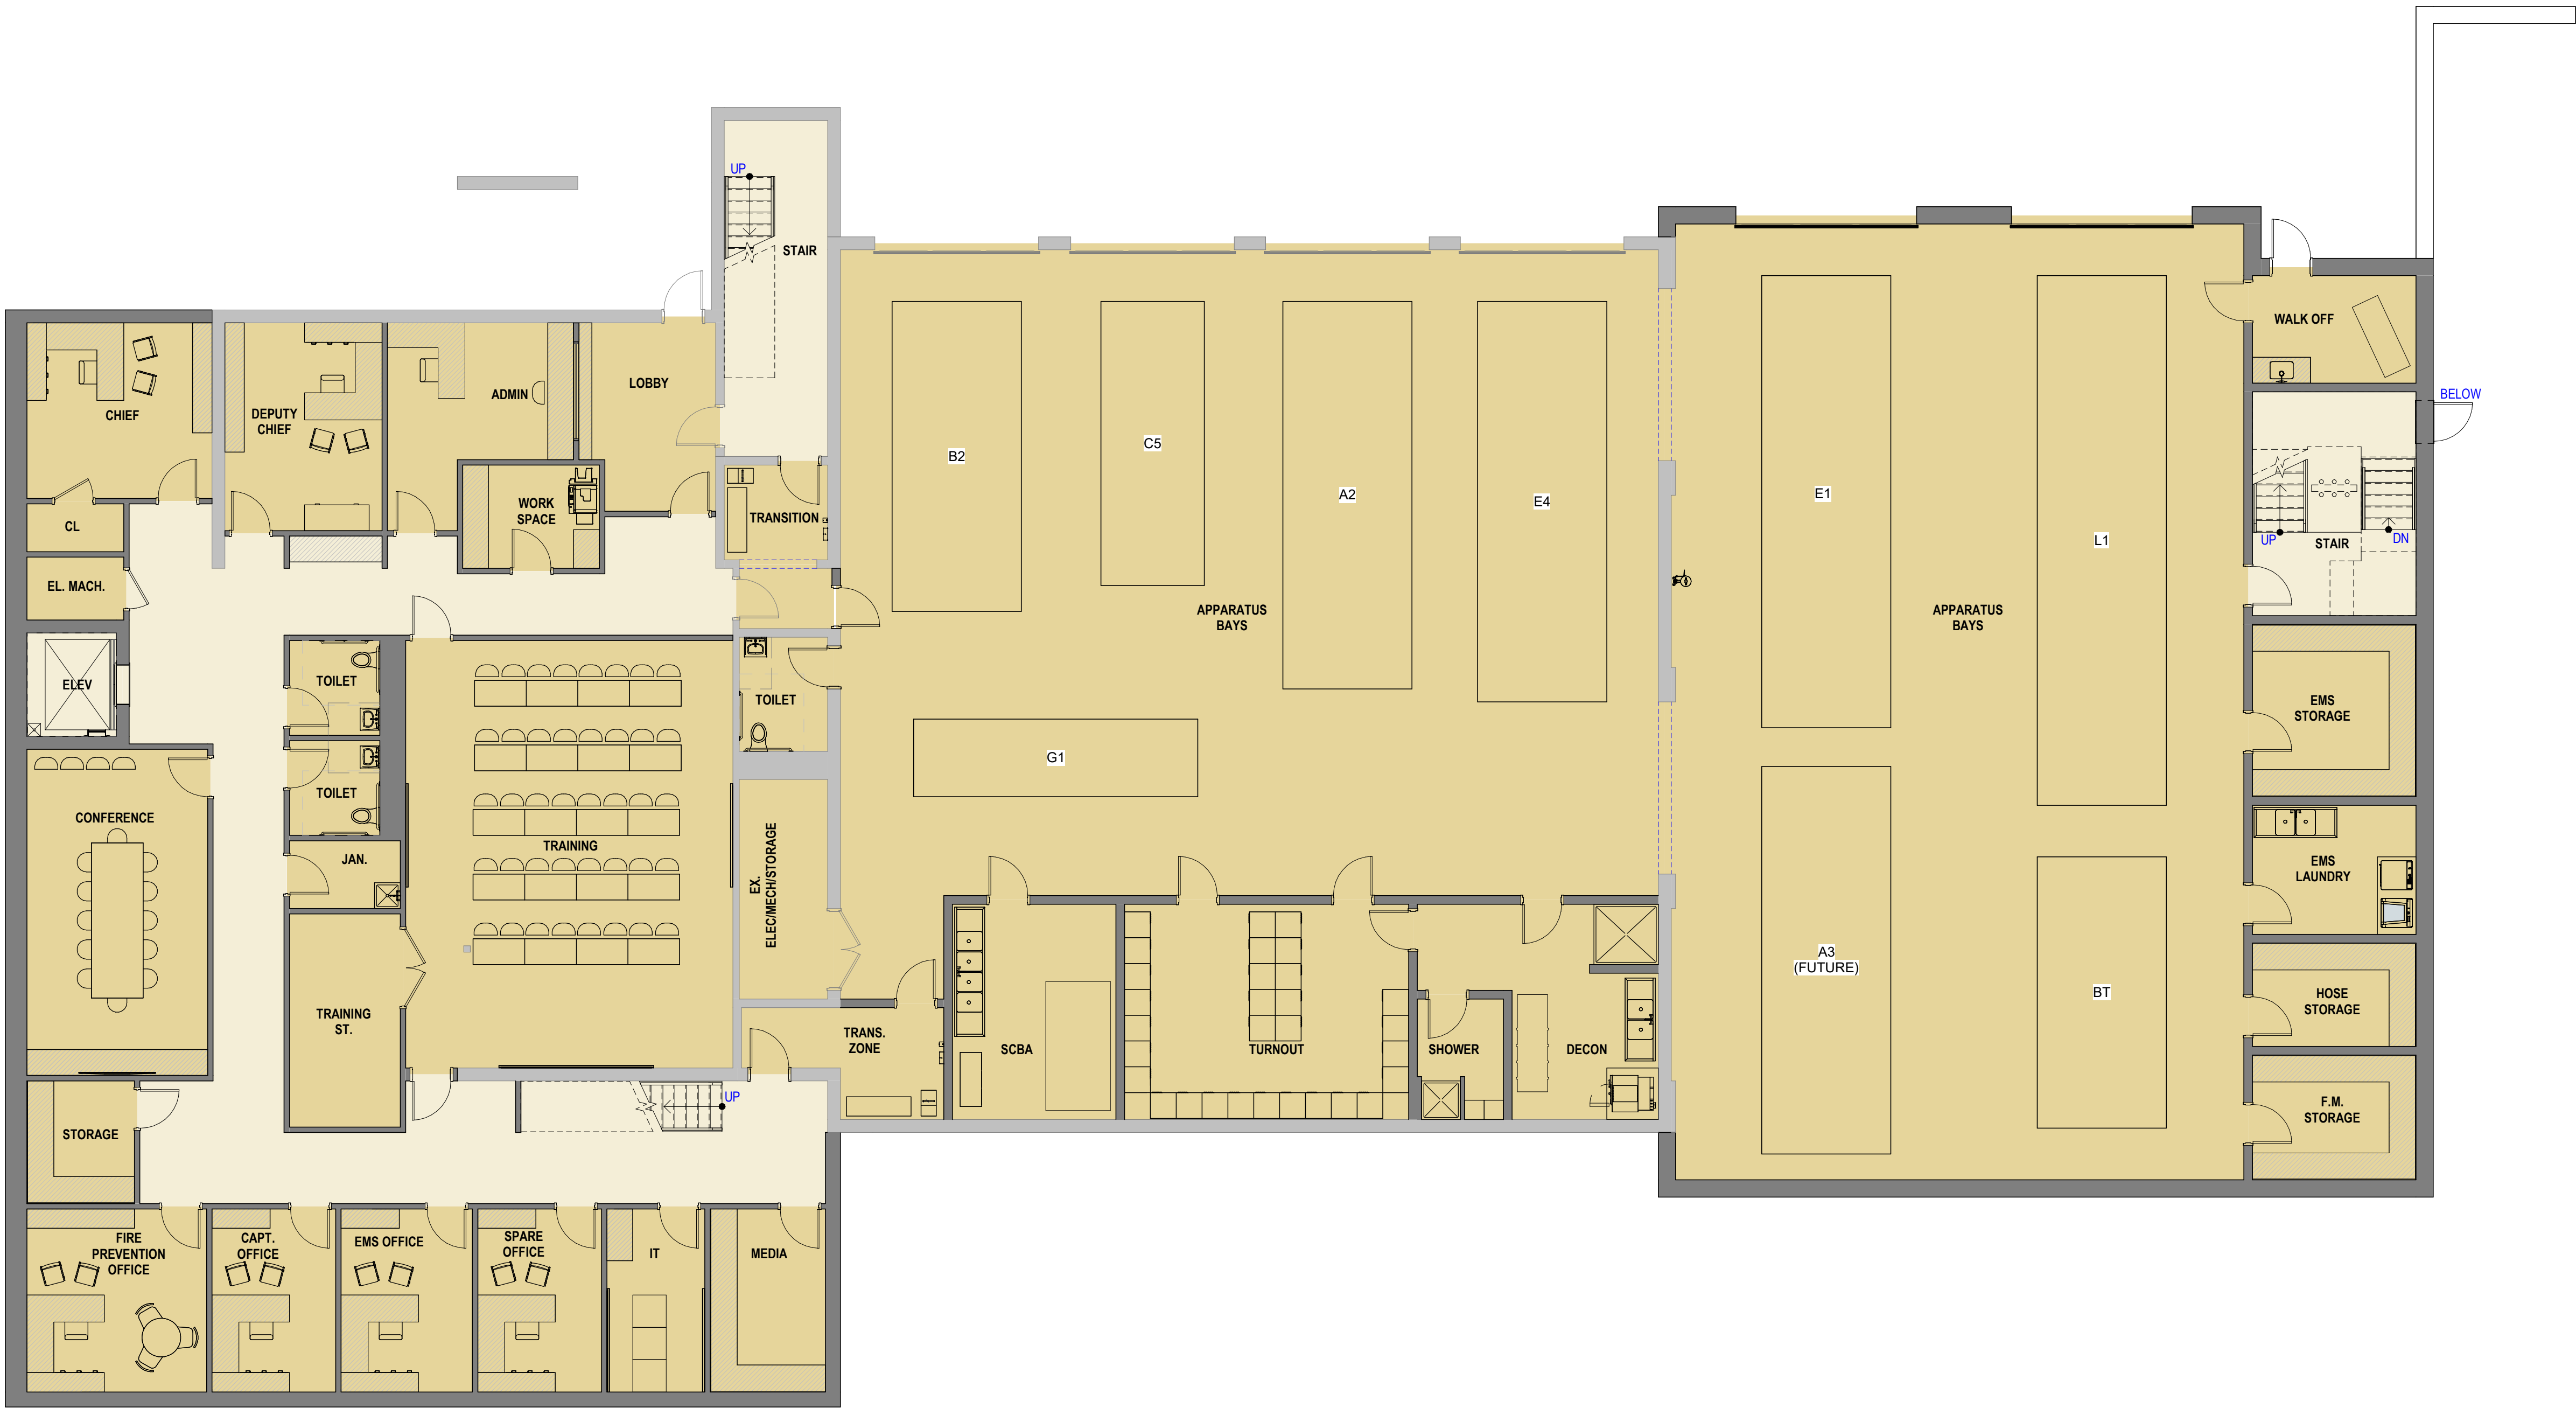 UP
STAIR
WALK OFF
LOBBY
ADMIN
CHIEF
DEPUTY
CHIEF
BELOW
B2
C5
A2
E4
E1
L1
WORK
SPACE
TRANSITION
CL
EL. MACH.
UP
STAIR
DN
APPARATUS
BAYS
APPARATUS
BAYS
ELEV
TOILET
TOILET
TOILET
EMS
STORAGE
G1
CONFERENCE
TRAINING
JAN.
EX.
ELEC/MECH/STORAGE
EMS
LAUNDRY
A3
(FUTURE)
BT
HOSE
STORAGE
TRAINING
ST.
TRANS.
ZONE
SCBA
TURNOUT
SHOWER
DECON
UP
STORAGE
F.M.
STORAGE
FIRE
PREVENTION
OFFICE
CAPT.
OFFICE
EMS OFFICE
SPARE
OFFICE
IT
MEDIA